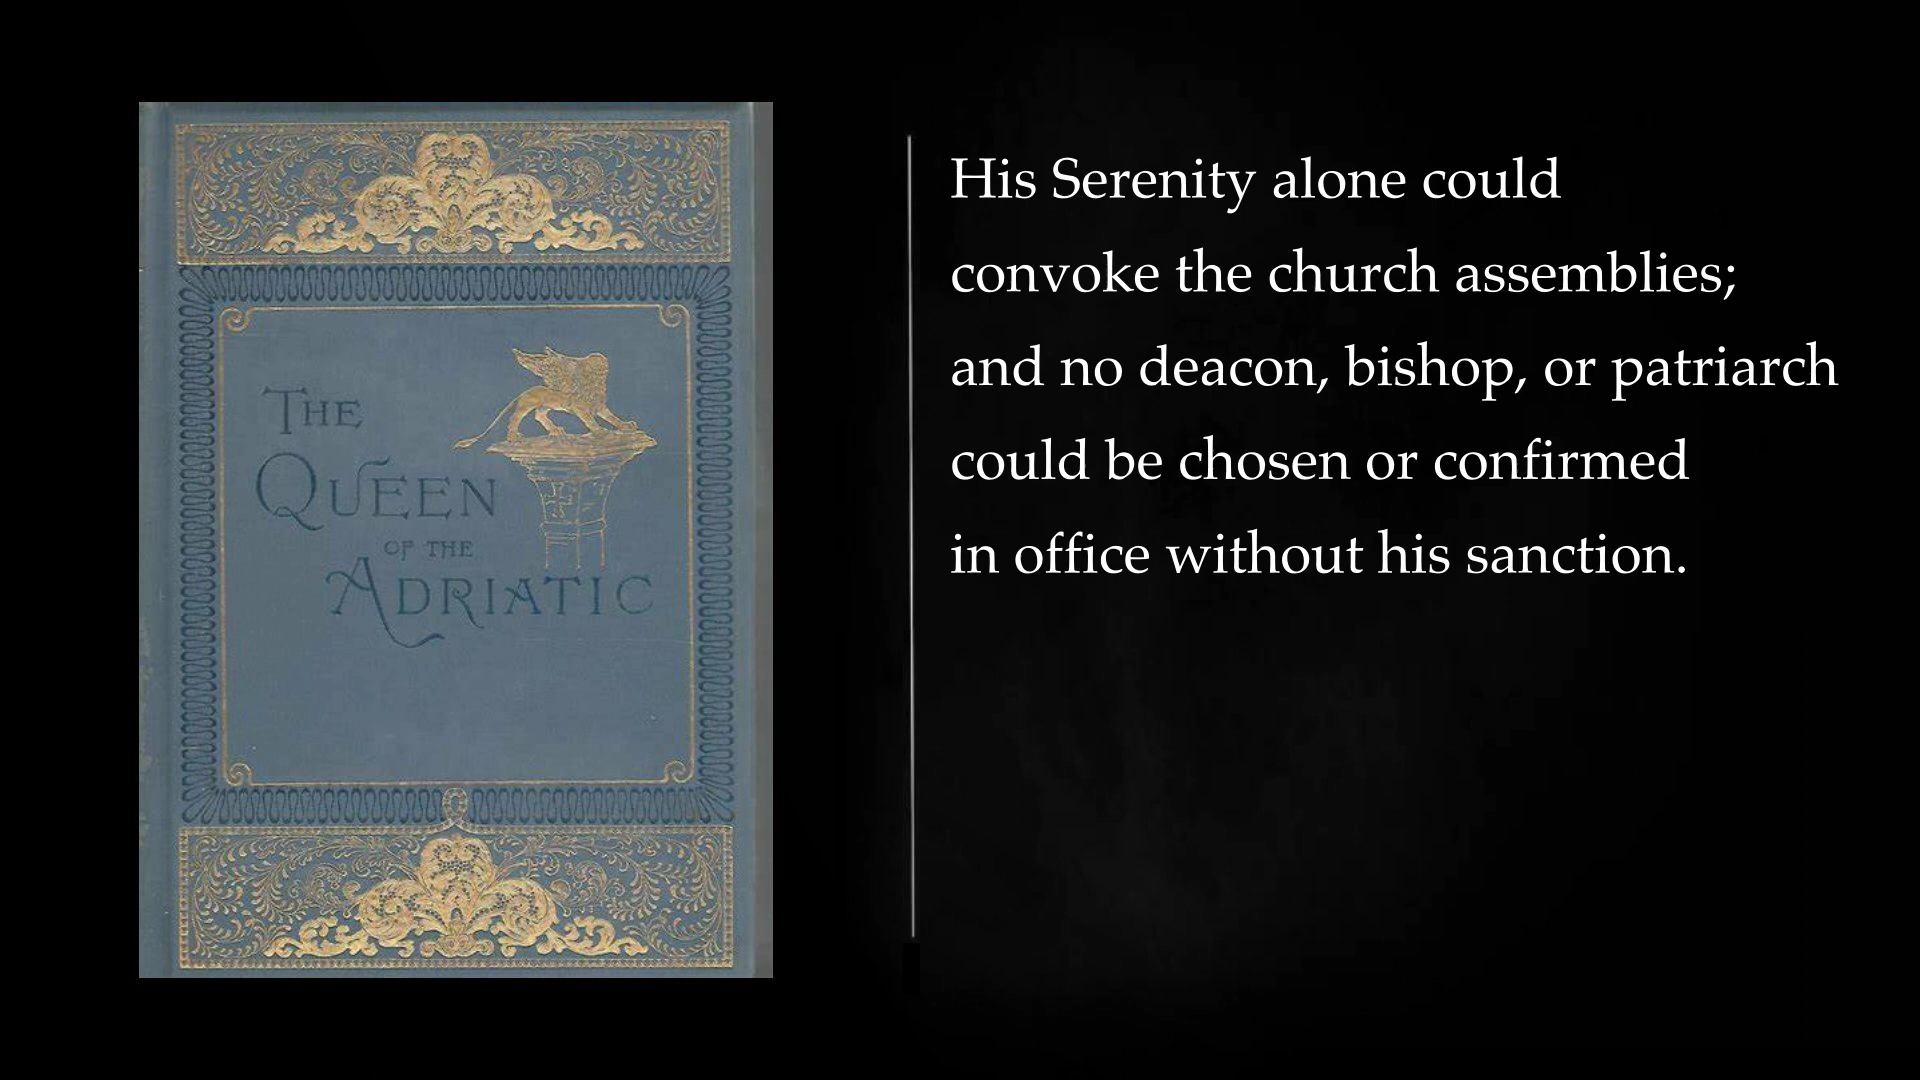 THE
QUEEN
OF THE
ADRIATIC
His Serenity alone could
convoke the church assemblies;
and no deacon, bishop, or patriarch
could be chosen or confirmed
in office without his sanction.